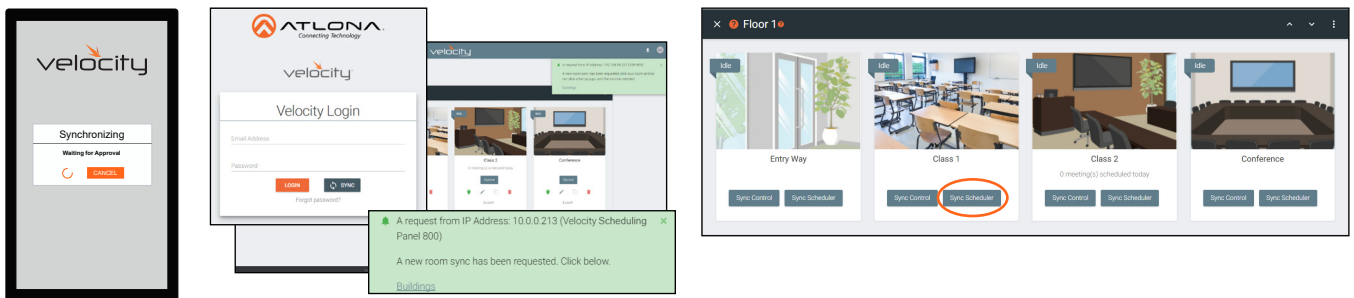 velocity
Synchronizing
Waiting for Approval
CANCEL
ATLONA.
Connecting Technology
velocity
Velocity Login
Email Address
Password
LOGIN
SYNC
Forgot password?
velocity
Class 2
Conference
0 meeting(s) scheduled today
A request from IP Address: 10.0.0.213 (Velocity Scheduling
Panel 800)
A new room sync has been requested. Click below.
Buildings
Floor 1
Idle
Idle
Idle
Idle
Entry Way
Class 1
Class 2
Conference
0 meeting(s) scheduled today
Sync Control
Sync Scheduler
Sync Control
Sync Scheduler
Sync Control
Sync Scheduler
Sync Control
Sync Scheduler